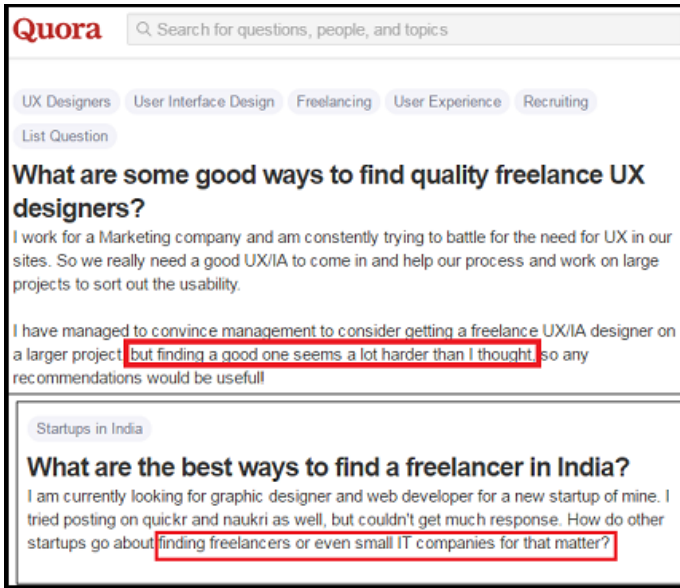 Quora
Search for questions, people, and topics
UX Designers User Interface Design Freelancing User Experience Recruiting
List Question
What are some good ways to find quality freelance UX
designers?
I work for a Marketing company and am constently trying to battle for the need for UX in our
sites. So we really need a good UX/IA to come in and help our process and work on large
projects to sort out the usability.
I have managed to convince management to consider getting a freelance UX/IA designer on
a larger project, but finding a good one seems a lot harder than I thought, so any
recommendations would be useful!
Startups in India
What are the best ways to find a freelancer in India?
I am currently looking for graphic designer and web developer for a new startup of mine. I
tried posting on quickr and naukri as well, but couldn't get much response. How do other
startups go about finding freelancers or even small IT companies for that matter?